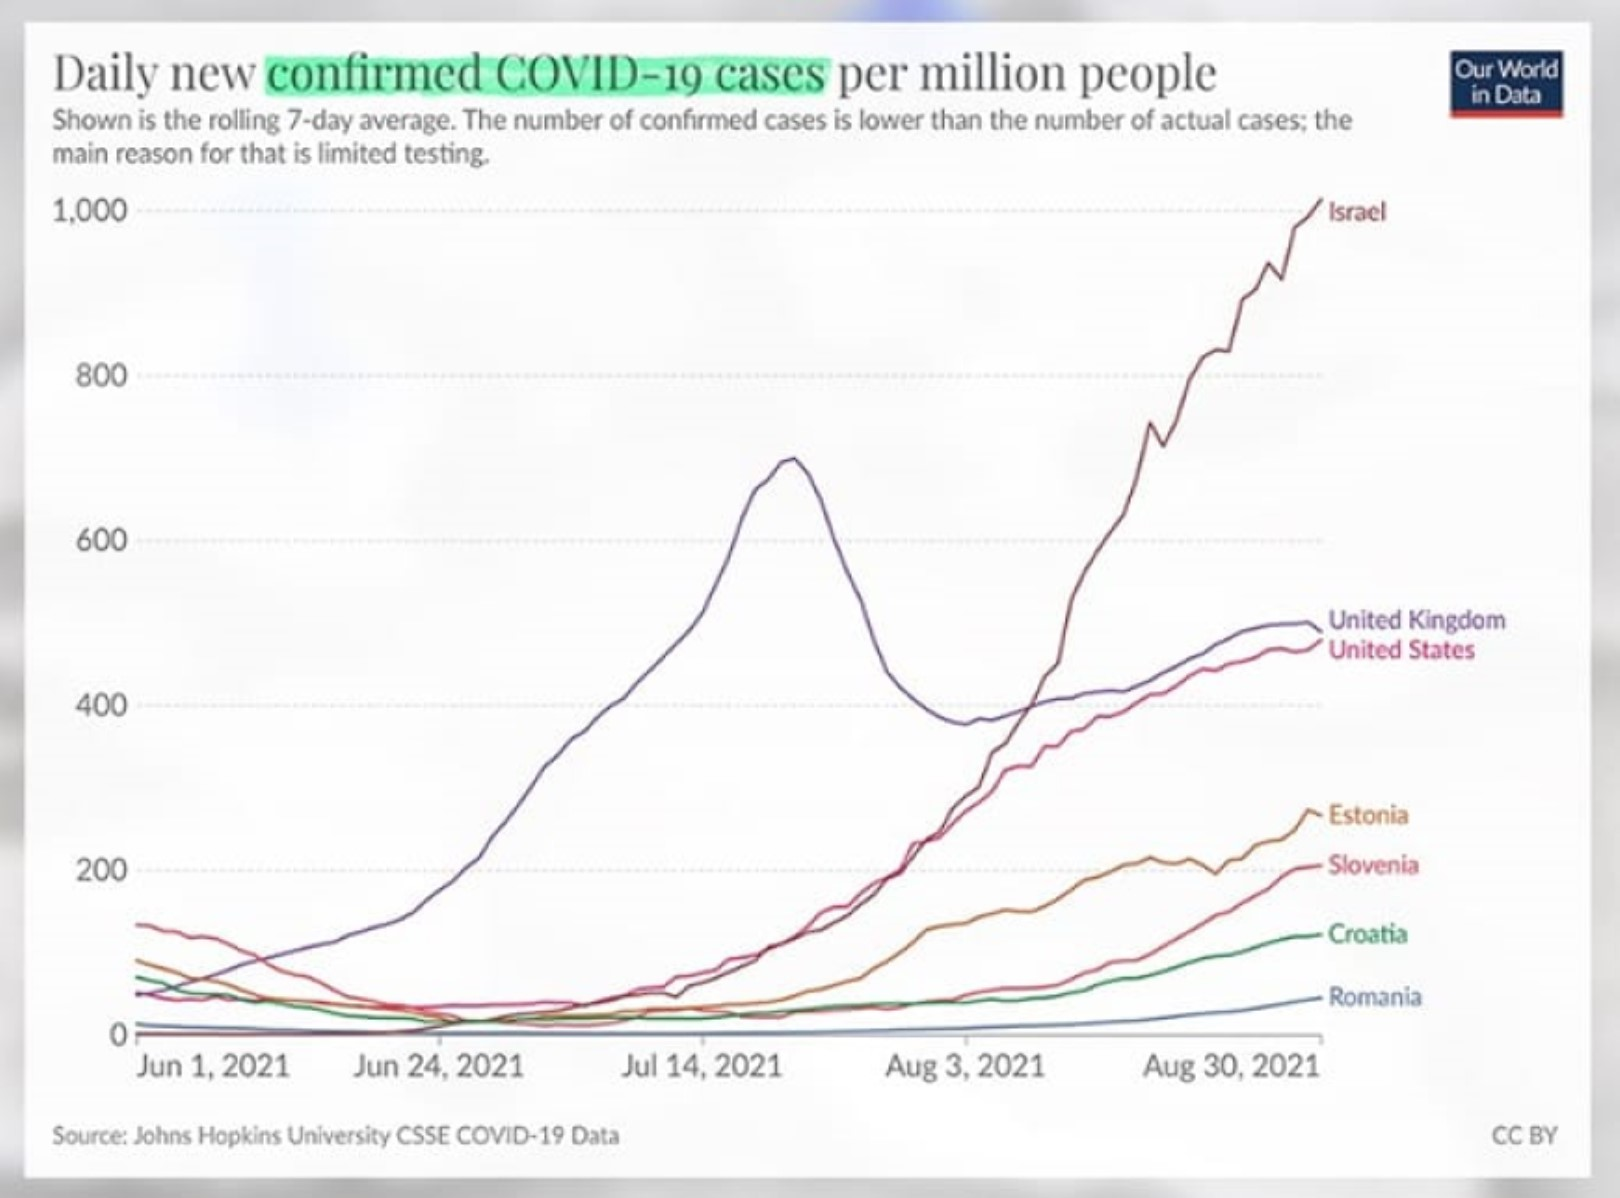 Daily new confirmed COVID-19 cases per million people
Our World
in Data
Shown is the rolling 7-day average. The number of confirmed cases is lower than the number of actual cases; the
main reason for that is limited testing.
1,000
Israel
800
600
United Kingdom
United States
400
Estonia
200
Slovenia
Croatia
Romania
0
Jun 1, 2021 Jun 24, 2021 Jul 14, 2021 Aug 3, 2021 Aug 30, 2021
Source: Johns Hopkins University CSSE COVID-19 Data CC BY